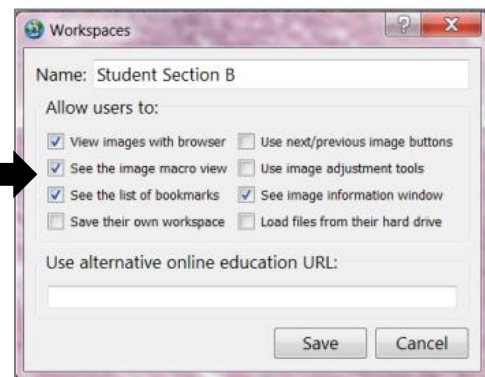 Workspaces
Name: Student Section B
Allow users to:
View images with browser Use next/previous image buttons
See the image macro view Use image adjustment tools
See the list of bookmarks See image information window
Save their own workspace Load files from their hard drive
Use alternative online education URL:
Save Cancel